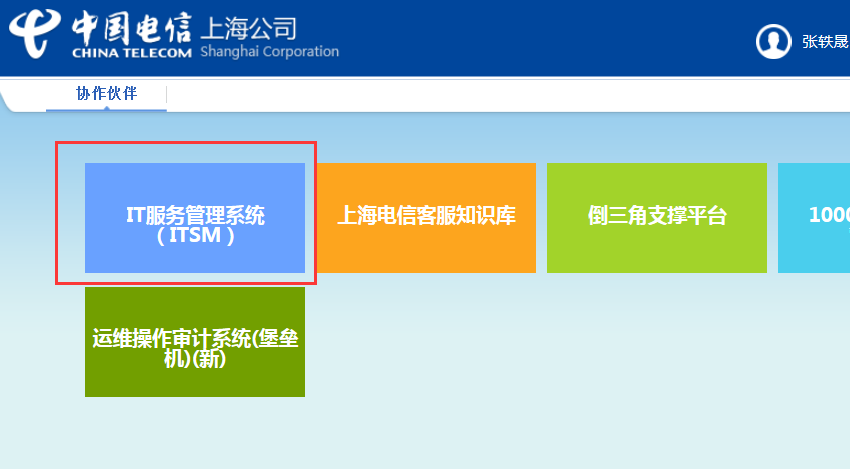 中国电信 上海公司
CHINA TELECOM Shanghai Corporation
张轶晟
协作伙伴
IT服务管理系统
（ITSM）
上海电信客服知识库
倒三角支撑平台
1000
运维操作审计系统(堡垒
机)(新)